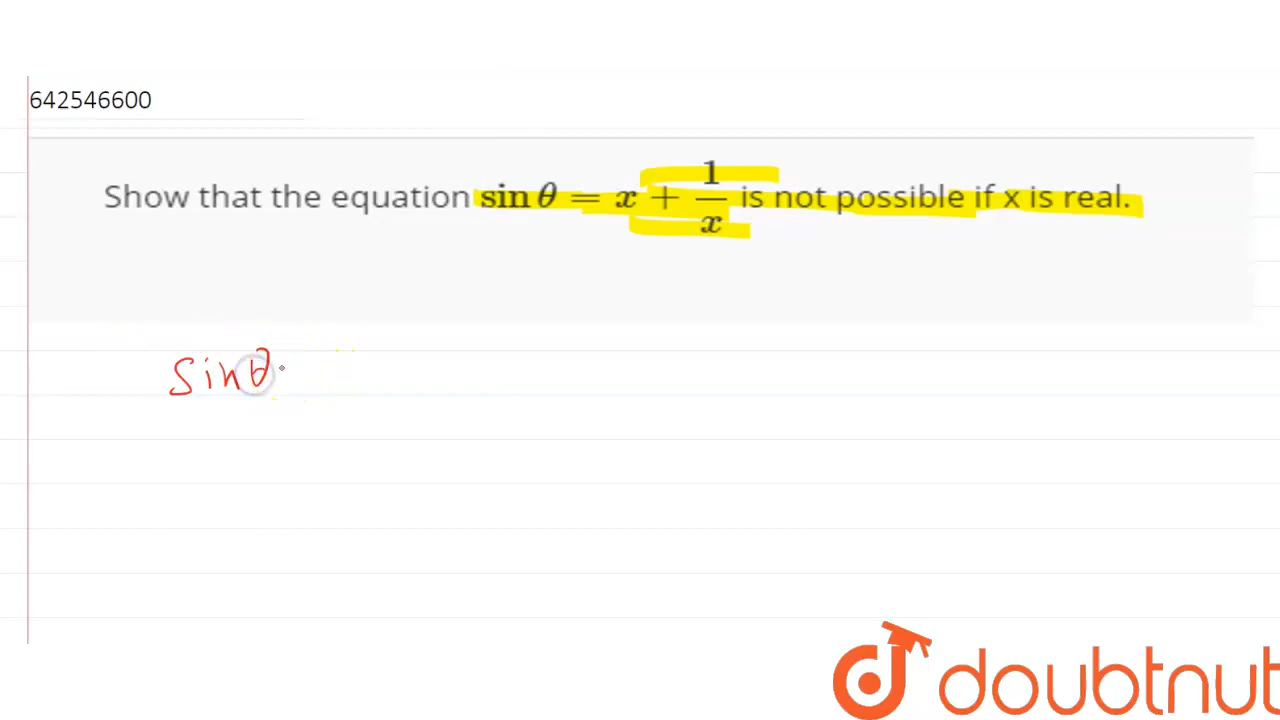 642546600
Show that the equation sin θ = x + 1/x is not possible if x is real.
sinθ
doubtnut